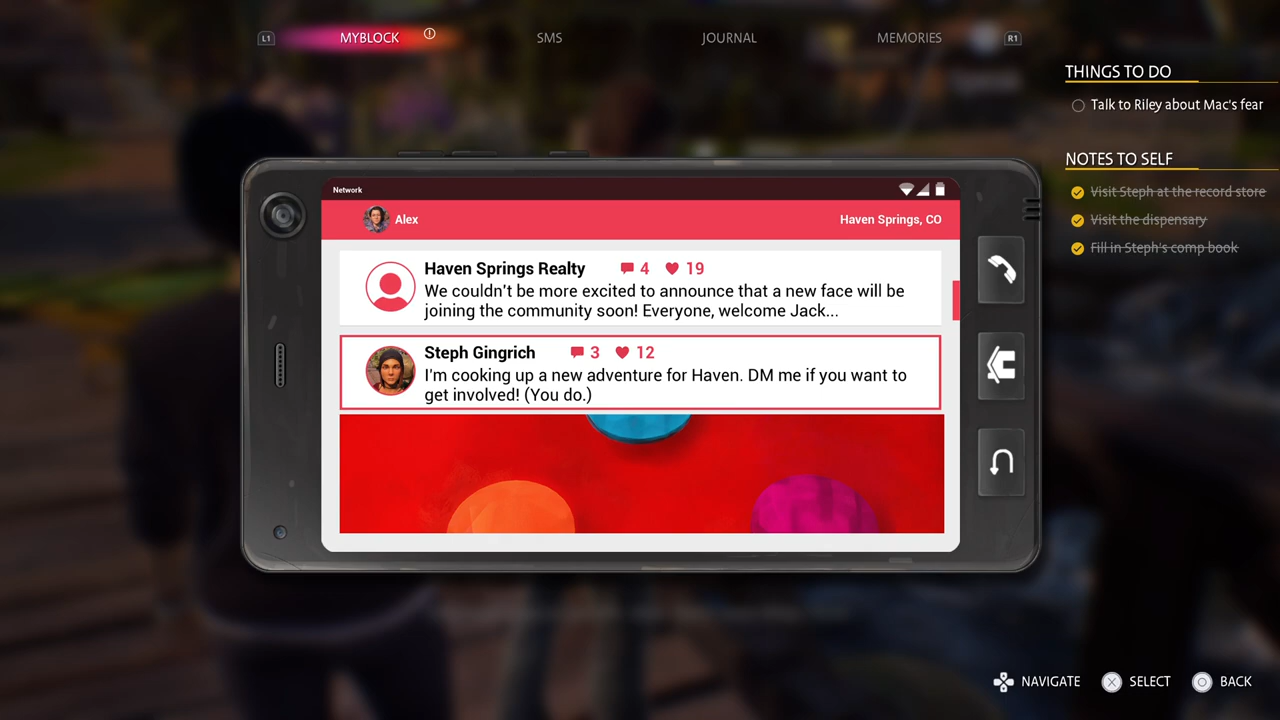 L1
MYBLOCK
SMS
JOURNAL
MEMORIES
R1
THINGS TO DO
Talk to Riley about Mac's fear
NOTES TO SELF
Visit Steph at the record store
Visit the dispensary
Fill in Steph's comp book
Network
Alex
Haven Springs, CO
Haven Springs Realty 4 19
We couldn't be more excited to announce that a new face will be
joining the community soon! Everyone, welcome Jack...
Steph Gingrich 3 12
I'm cooking up a new adventure for Haven. DM me if you want to
get involved! (You do.)
NAVIGATE
SELECT
BACK